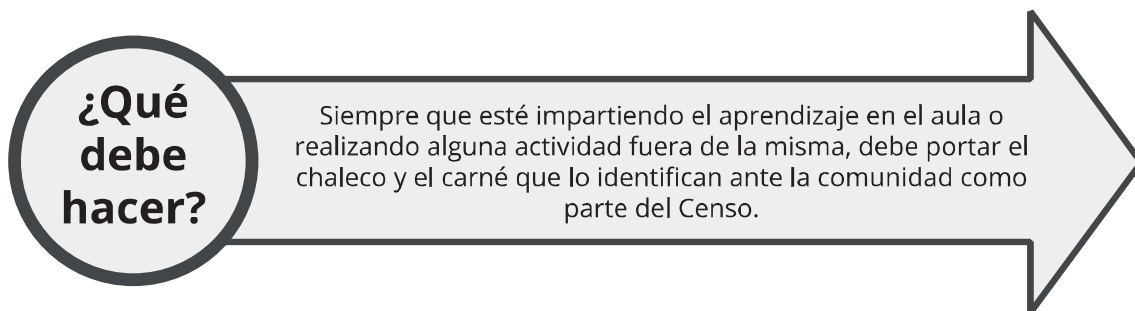 ¿Qué
debe
hacer?
Siempre que esté impartiendo el aprendizaje en el aula o
realizando alguna actividad fuera de la misma, debe portar el
chaleco y el carné que lo identifican ante la comunidad como
parte del Censo.